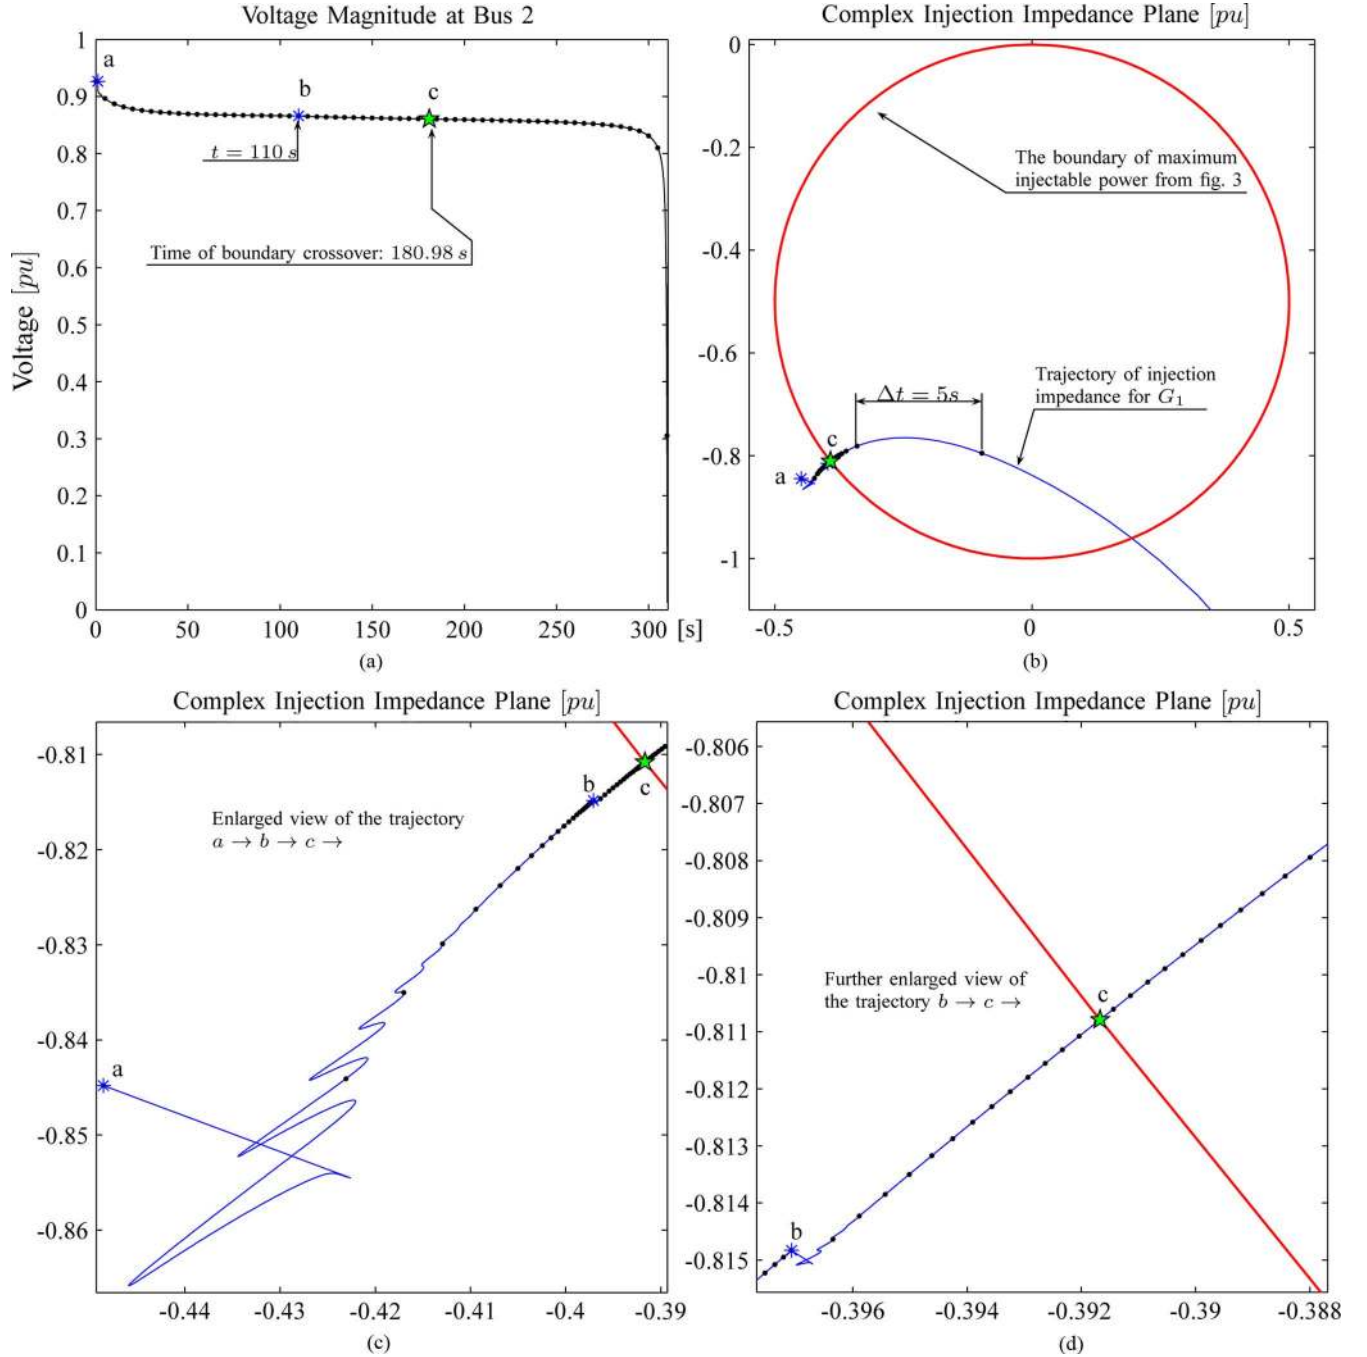 Voltage Magnitude at Bus 2
Voltage [pu]
1
0.9
0.8
0.7
0.6
0.5
0.4
0.3
0.2
0.1
0
a
b
c
t = 110 s
Time of boundary crossover: 180.98 s
0
50
100
150
200
250
300
[s]
(a)
Complex Injection Impedance Plane [pu]
0
-0.2
-0.4
-0.6
-0.8
-1
The boundary of maximum
injectable power from fig. 3
Trajectory of injection
impedance for G1
Δt = 5s
c
a
-0.5
0
0.5
(b)
Complex Injection Impedance Plane [pu]
-0.81
-0.82
-0.83
-0.84
-0.85
-0.86
b
c
Enlarged view of the trajectory
a → b → c →
a
-0.44
-0.43
-0.42
-0.41
-0.4
-0.39
(c)
Complex Injection Impedance Plane [pu]
-0.806
-0.807
-0.808
-0.809
-0.81
-0.811
-0.812
-0.813
-0.814
-0.815
Further enlarged view of
the trajectory b → c →
c
b
-0.396
-0.394
-0.392
-0.39
-0.388
(d)